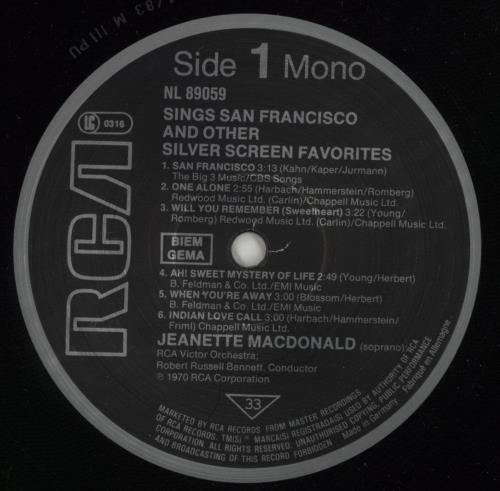 /83 M III PU
Side 1 Mono
NL 89059
SINGS SAN FRANCISCO
AND OTHER
SILVER SCREEN FAVORITES
LC 0316
RCA
1. SAN FRANCISCO 3:13 (Kahn/Kaper/Jurmann)
The Big 3 Music/CBS Songs
2. ONE ALONE 2:55 (Harbach/Hammerstein/Romberg)
Redwood Music Ltd. (Carlin)/Chappell Music Ltd.
3. WILL YOU REMEMBER (Sweetheart) 3:22 (Young/
Romberg) Redwood Music Ltd. (Carlin)/Chappell Music Ltd.
BIEM
GEMA
4. AH! SWEET MYSTERY OF LIFE 2:49 (Young/Herbert)
B. Feldman & Co. Ltd./EMI Music
5. WHEN YOU'RE AWAY 3:00 (Blossom/Herbert)
B. Feldman & Co. Ltd./EMI Music
6. INDIAN LOVE CALL 3:00 (Harbach/Hammerstein/
Friml) Chappell Music Ltd.
JEANETTE MACDONALD (soprano);
RCA Victor Orchestra;
Robert Russell Bennett, Conductor
℗ 1970 RCA Corporation
33
MARKETED BY RCA RECORDS FROM MASTER RECORDINGS
OF RCA RECORDS. TM(S) ® MARCA(S) REGISTRADA(S) USED BY AUTHORITY OF RCA
CORPORATION. ALL RIGHTS RESERVED. UNAUTHORISED COPYING, PUBLIC PERFORMANCE
AND BROADCASTING OF THIS RECORD FORBIDDEN
Made in Germany Fabriqué en Allemagne